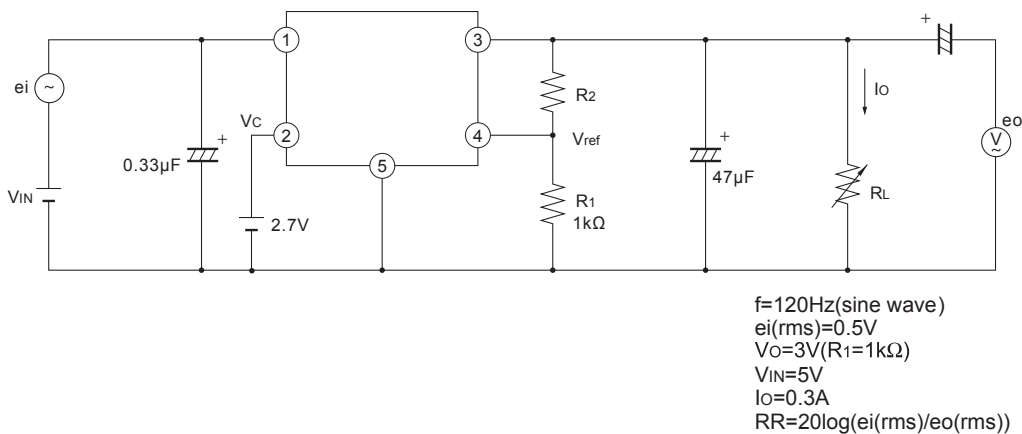 1
3
ei
~
R2
IO
+
eo
VC
2
4
Vref
V
~
+
0.33µF
5
+
47µF
VIN
2.7V
R1
1kΩ
RL
f=120Hz(sine wave)
ei(rms)=0.5V
VO=3V(R1=1kΩ)
VIN=5V
IO=0.3A
RR=20log(ei(rms)/eo(rms))